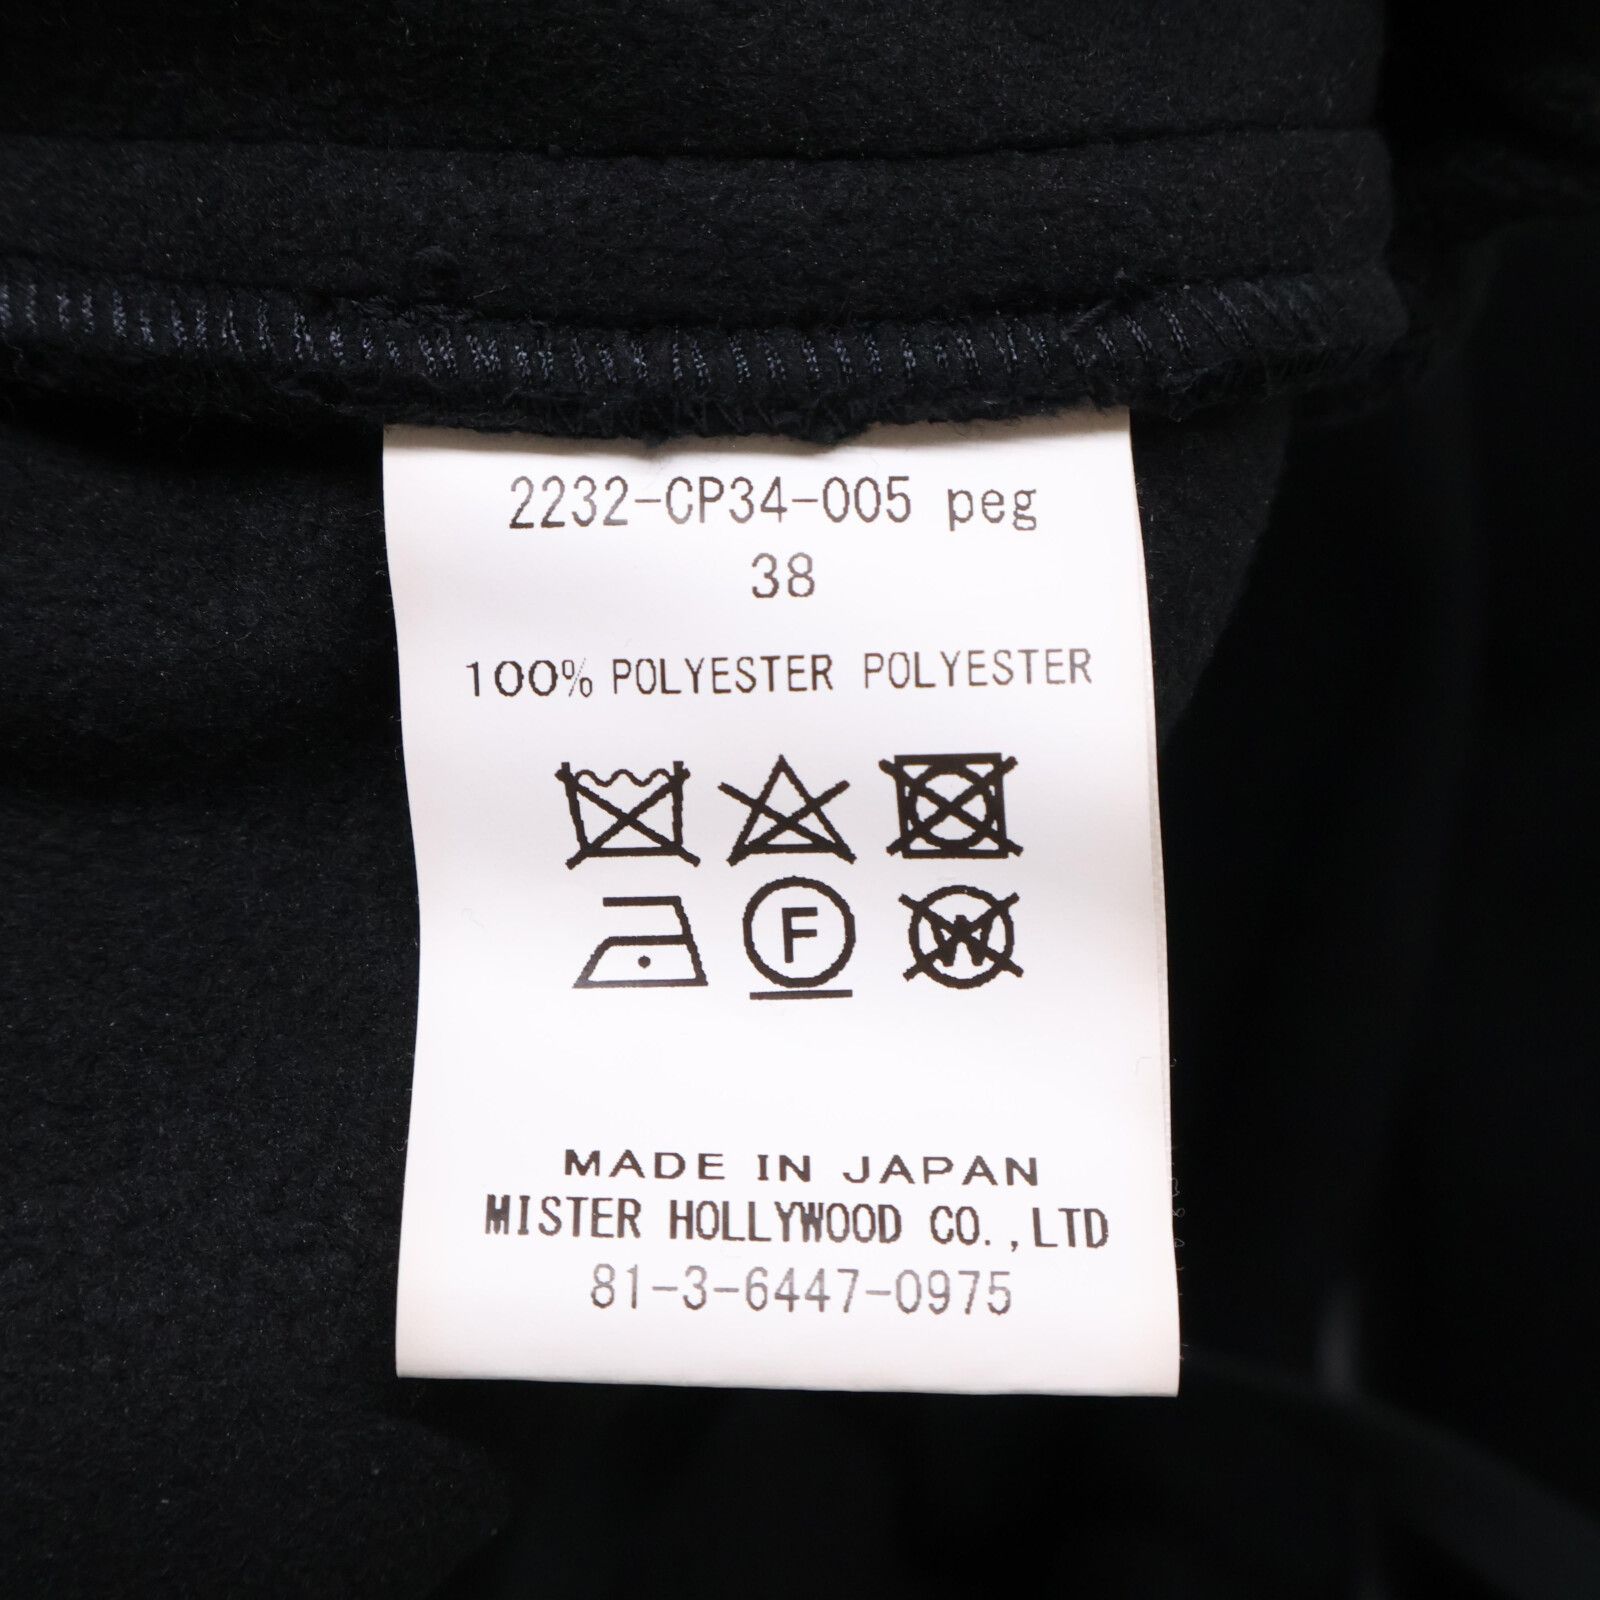 2232-CP34-005 peg
38
100% POLYESTER POLYESTER
F
W
MADE IN JAPAN
MISTER HOLLYWOOD CO.,LTD
81-3-6447-0975